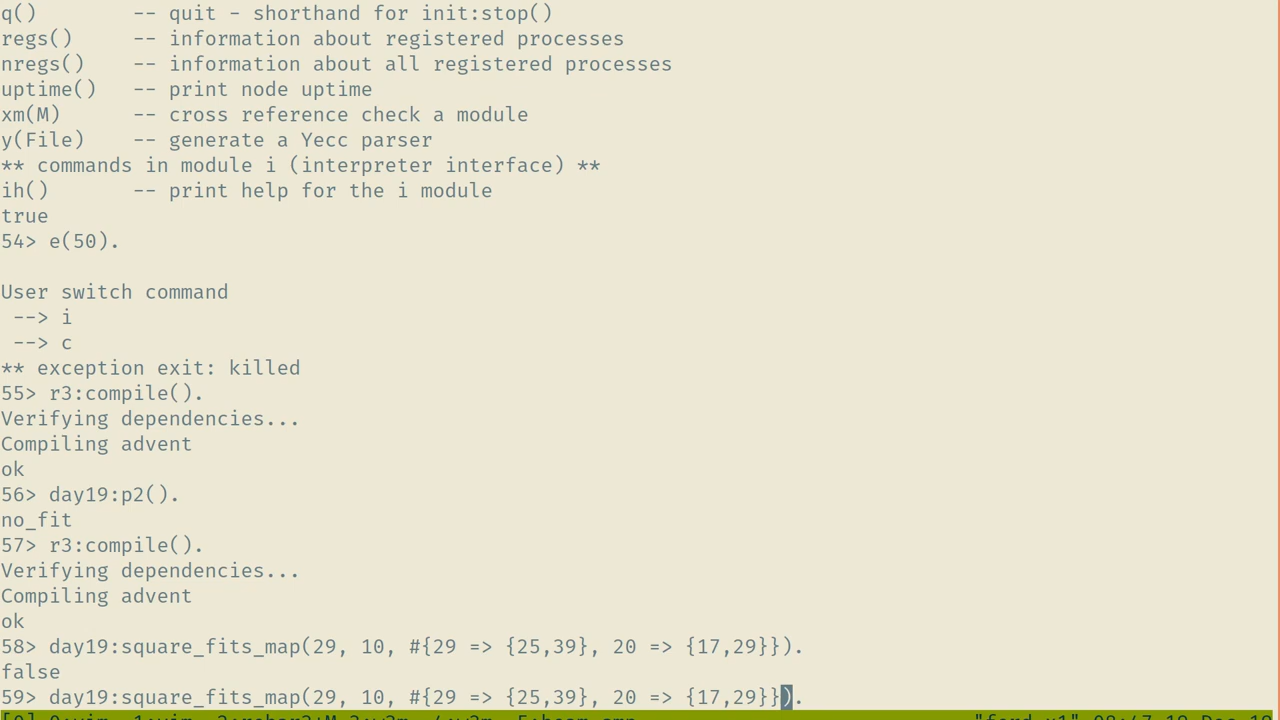 q()         -- quit - shorthand for init:stop()
regs()      -- information about registered processes
nregs()     -- information about all registered processes
uptime()    -- print node uptime
xm(M)       -- cross reference check a module
y(File)     -- generate a Yecc parser
** commands in module i (interpreter interface) **
ih()        -- print help for the i module
true
54> e(50).
User switch command
 --> i
 --> c
** exception exit: killed
55> r3:compile().
Verifying dependencies...
Compiling advent
ok
56> day19:p2().
no_fit
57> r3:compile().
Verifying dependencies...
Compiling advent
ok
58> day19:square_fits_map(29, 10, #{29 => {25,39}, 20 => {17,29}}).
false
59> day19:square_fits_map(29, 10, #{29 => {25,39}, 20 => {17,29}}).